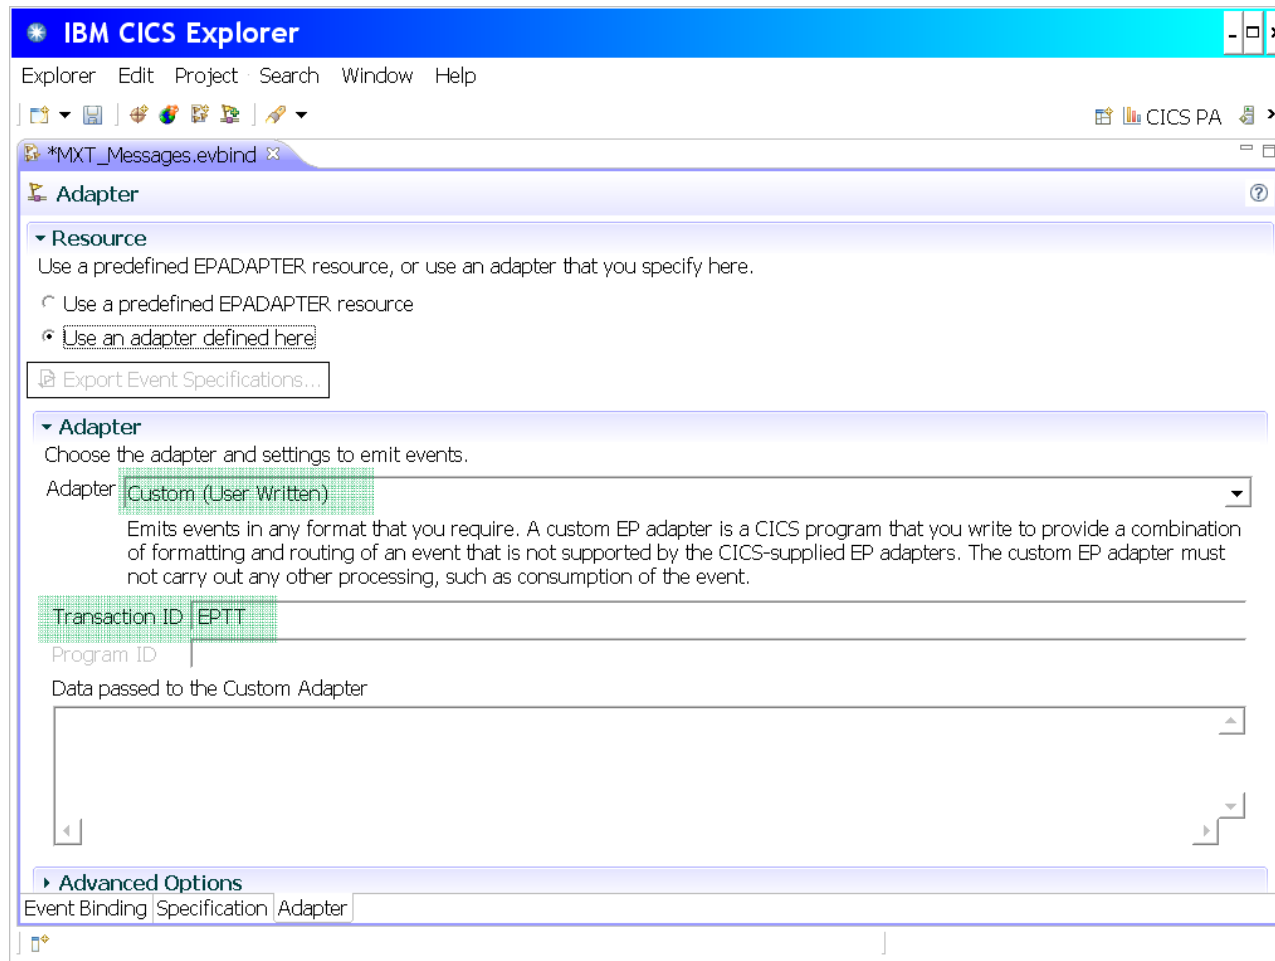 IBM CICS Explorer
Explorer Edit Project Search Window Help
CICS PA
*MXT_Messages.evbind
Adapter
Resource
Use a predefined EPADAPTER resource, or use an adapter that you specify here.
Use a predefined EPADAPTER resource
Use an adapter defined here
Export Event Specifications...
Adapter
Choose the adapter and settings to emit events.
Adapter Custom (User Written)
Emits events in any format that you require. A custom EP adapter is a CICS program that you write to provide a combination
of formatting and routing of an event that is not supported by the CICS-supplied EP adapters. The custom EP adapter must
not carry out any other processing, such as consumption of the event.
Transaction ID EPTT
Program ID
Data passed to the Custom Adapter
Advanced Options
Event Binding Specification Adapter